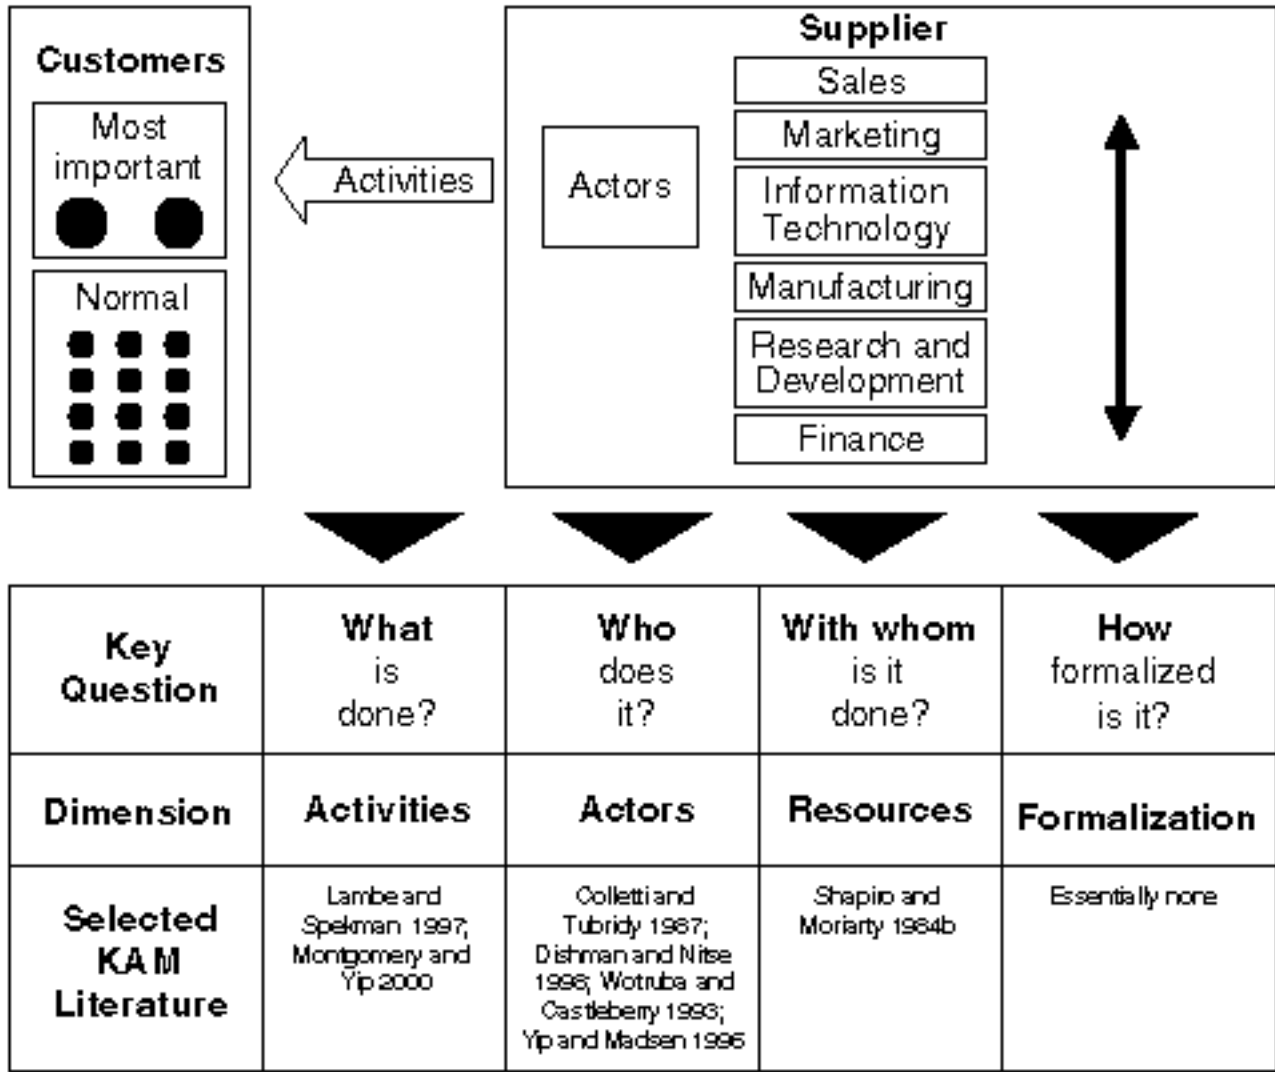 Customers
Most
important
Normal
Activities
Supplier
Actors
Sales
Marketing
Information
Technology
Manufacturing
Research and
Development
Finance
Key
Question
What
is
done?
Who
does
it?
With whom
is it
done?
How
formalized
is it?
Dimension
Activities
Actors
Resources
Formalization
Selected
KAM
Literature
Lambe and
Spekman 1997;
Montgomery and
Yip 2000
Colletti and
Tubridy 1987;
Dishman and Nitse
1998; Wotruba and
Castleberry 1993;
Yip and Madsen 1996
Shapiro and
Moriarty 1984b
Essentially none